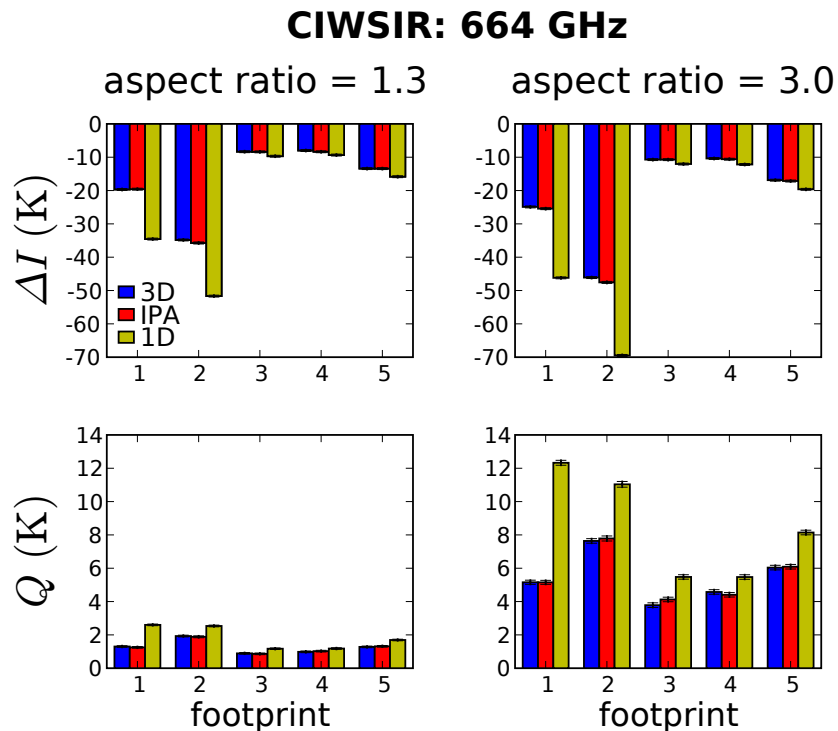 CIWSIR: 664 GHz
aspect ratio = 1.3
aspect ratio = 3.0
ΔI (K)
0
-10
-20
-30
-40
-50
-60
-70
3D
IPA
1D
1 2 3 4 5
0
-10
-20
-30
-40
-50
-60
-70
1 2 3 4 5
Q (K)
14
12
10
8
6
4
2
0
1 2 3 4 5
footprint
14
12
10
8
6
4
2
0
1 2 3 4 5
footprint